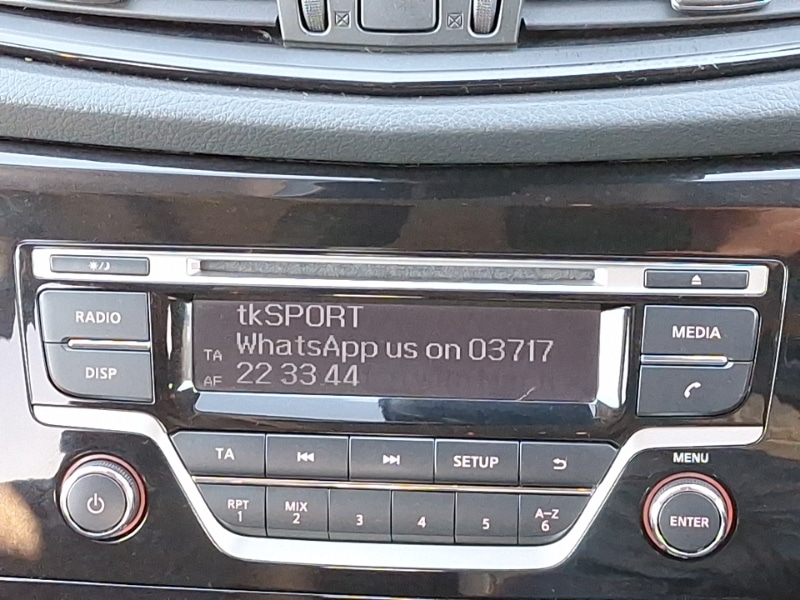 RADIO
DISP
tkSPORT
TA WhatsApp us on 03717
AF 22 33 44
MEDIA
TA
SETUP
MENU
RPT
1
MIX
2
3
4
5
A–Z
6
ENTER